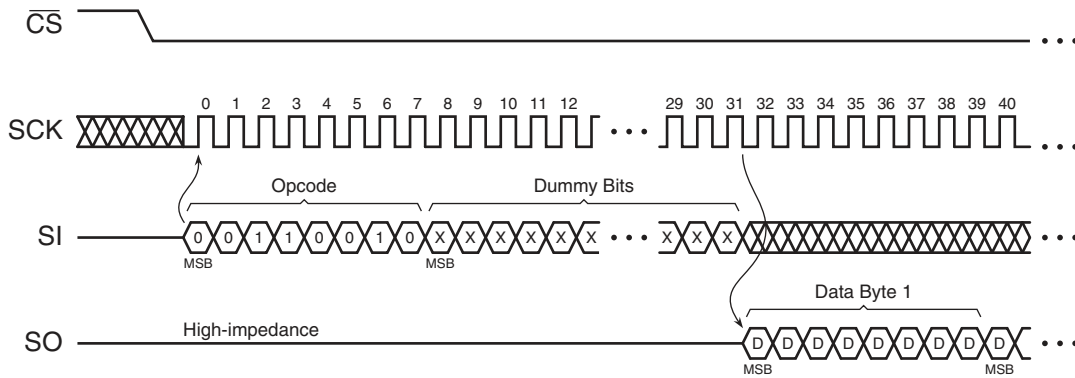 CS
0 1 2 3 4 5 6 7 8 9 10 11 12 29 30 31 32 33 34 35 36 37 38 39 40
SCK
Opcode Dummy Bits
SI 0 0 1 1 0 0 1 0 X X X X X X X X X
MSB MSB
Data Byte 1
High-impedance
SO D D D D D D D D D
MSB MSB